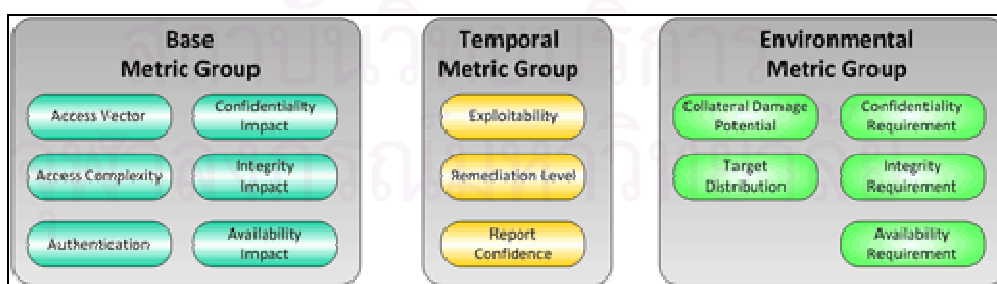 Base
Metric Group
Access Vector
Access Complexity
Authentication
Confidentiality
Impact
Integrity
Impact
Availability
Impact
Temporal
Metric Group
Exploitability
Remediation Level
Report
Confidence
Environmental
Metric Group
Collateral Damage
Potential
Target
Distribution
Confidentiality
Requirement
Integrity
Requirement
Availability
Requirement